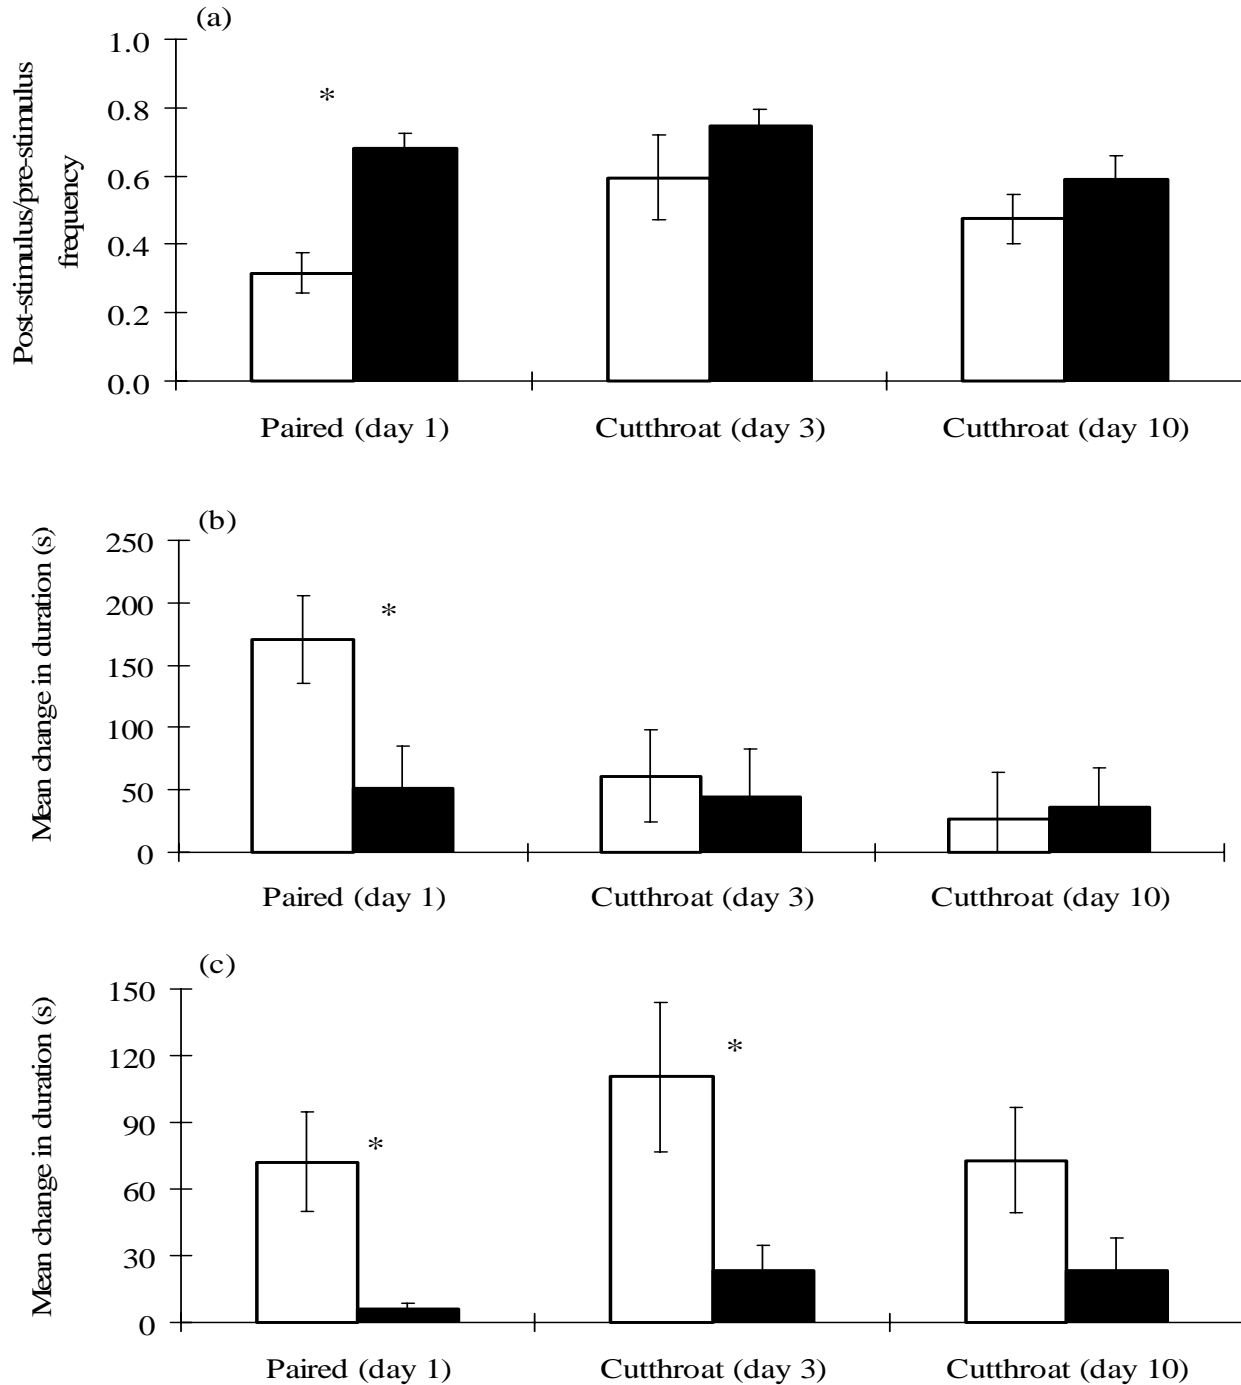 (a)
Post-stimulus/pre-stimulus
frequency
1.0
0.8
0.6
0.4
0.2
0.0
*
Paired (day 1)
Cutthroat (day 3)
Cutthroat (day 10)
(b)
Mean change in duration (s)
250
200
150
100
50
0
*
Paired (day 1)
Cutthroat (day 3)
Cutthroat (day 10)
(c)
Mean change in duration (s)
150
120
90
60
30
0
*
*
Paired (day 1)
Cutthroat (day 3)
Cutthroat (day 10)